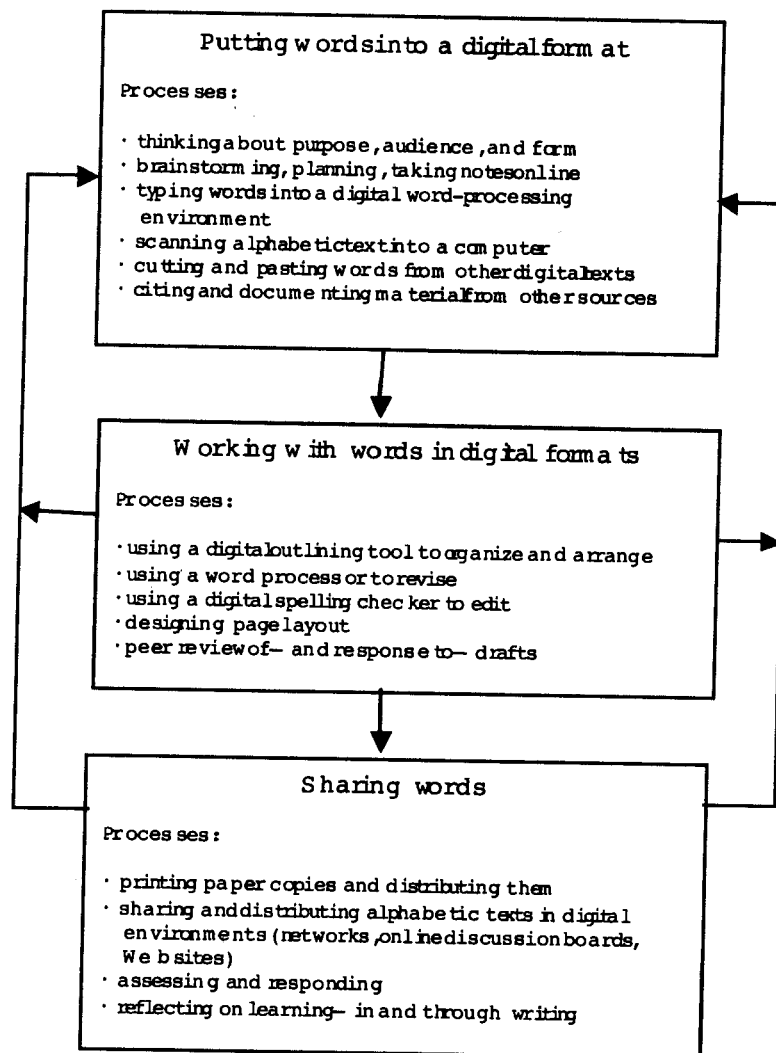 Putting words into a digital format
Processes:
· thinking about purpose, audience, and form
· brainstorming, planning, taking notes online
· typing words into a digital word-processing
environment
· scanning alphabetic text into a computer
· cutting and pasting words from other digital texts
· citing and documenting material from other sources
Working with words in digital formats
Processes:
· using a digital outlining tool to organize and arrange
· using a word processor to revise
· using a digital spelling checker to edit
· designing page layout
· peer review of— and response to— drafts
Sharing words
Processes:
· printing paper copies and distributing them
· sharing and distributing alphabetic texts in digital
environments (networks, online discussion boards,
Web sites)
· assessing and responding
· reflecting on learning— in and through writing